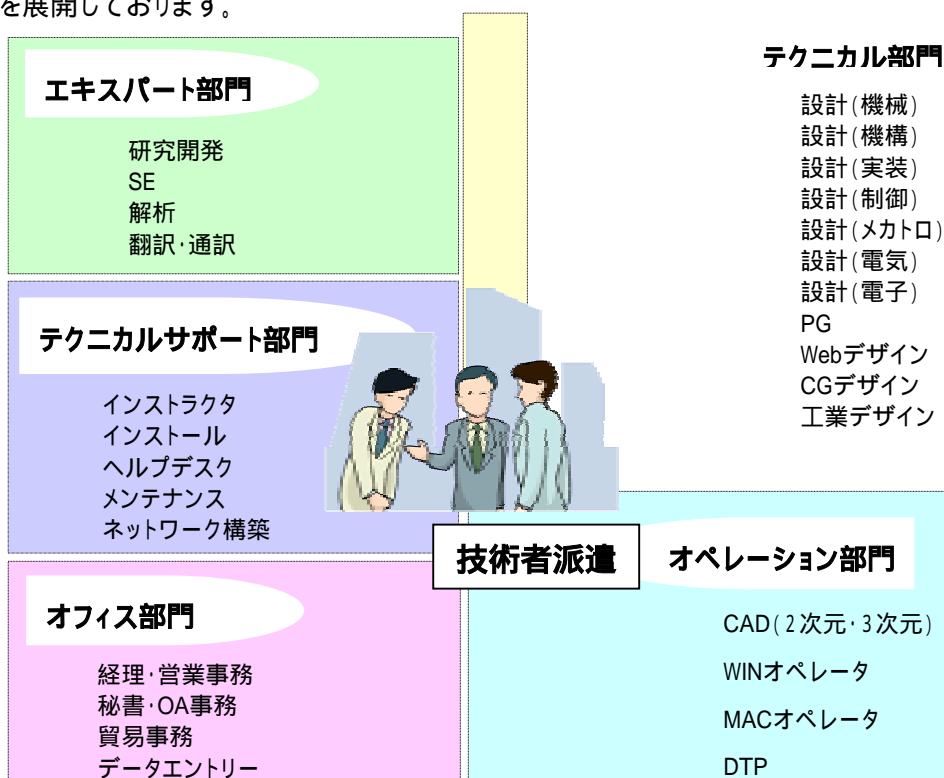 を展開しております。
エキスパート部門
研究開発
SE
解析
翻訳・通訳
テクニカルサポート部門
インストラクタ
インストール
ヘルプデスク
メンテナンス
ネットワーク構築
オフィス部門
経理・営業事務
秘書・OA事務
貿易事務
データエントリー
技術者派遣
テクニカル部門
設計(機械)
設計(機構)
設計(実装)
設計(制御)
設計(メカトロ)
設計(電気)
設計(電子)
PG
Webデザイン
CGデザイン
工業デザイン
オペレーション部門
CAD(2次元・3次元)
WINオペレータ
MACオペレータ
DTP